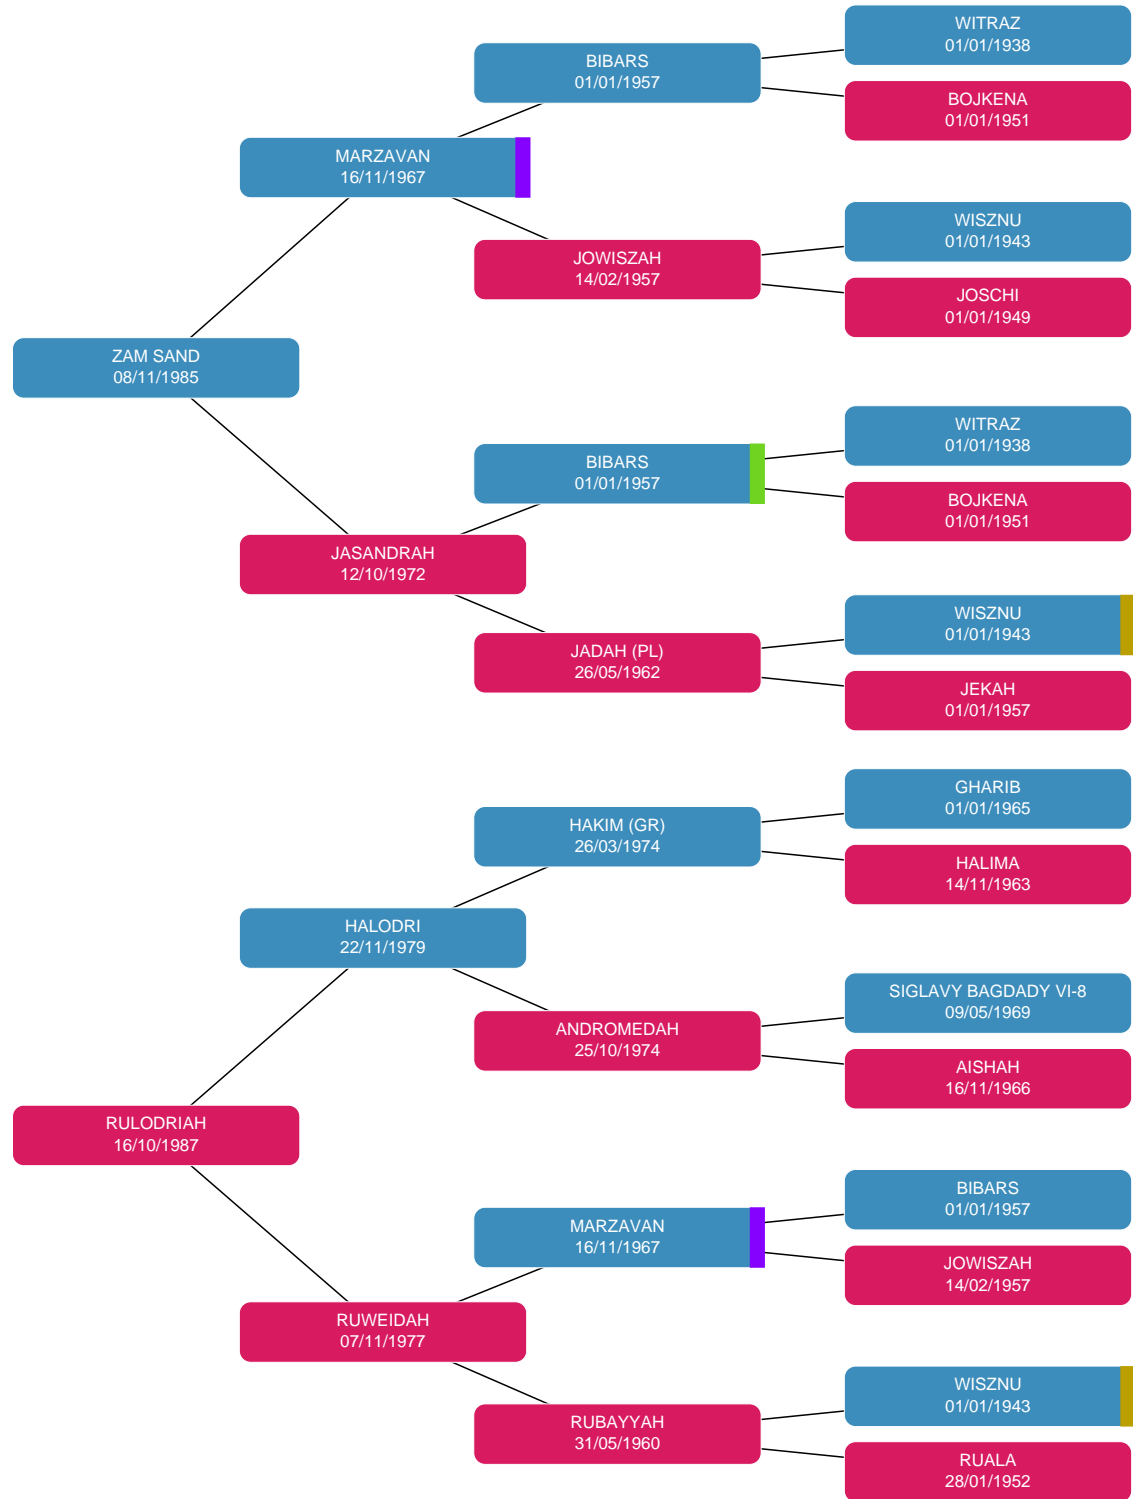 WITRAZ
01/01/1938
BIBARS
01/01/1957
BOJKENA
01/01/1951
MARZAVAN
16/11/1967
WISZNU
01/01/1943
JOWISZAH
14/02/1957
JOSCHI
01/01/1949
ZAM SAND
08/11/1985
WITRAZ
01/01/1938
BIBARS
01/01/1957
BOJKENA
01/01/1951
JASANDRAH
12/10/1972
WISZNU
01/01/1943
JADAH (PL)
26/05/1962
JEKAH
01/01/1957
GHARIB
01/01/1965
HAKIM (GR)
26/03/1974
HALIMA
14/11/1963
HALODRI
22/11/1979
SIGLAVY BAGDADY VI-8
09/05/1969
ANDROMEDAH
25/10/1974
AISHAH
16/11/1966
RULODRIAH
16/10/1987
BIBARS
01/01/1957
MARZAVAN
16/11/1967
JOWISZAH
14/02/1957
RUWEIDAH
07/11/1977
WISZNU
01/01/1943
RUBAYYAH
31/05/1960
RUALA
28/01/1952